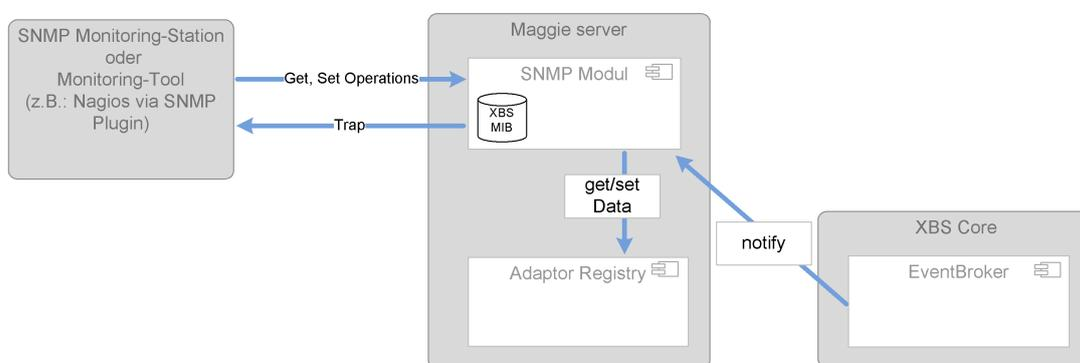 SNMP Monitoring-Station
oder
Monitoring-Tool
(z.B.: Nagios via SNMP
Plugin)
Get, Set Operations
Trap
Maggie server
SNMP Modul
XBS
MIB
get/set
Data
Adaptor Registry
notify
XBS Core
EventBroker